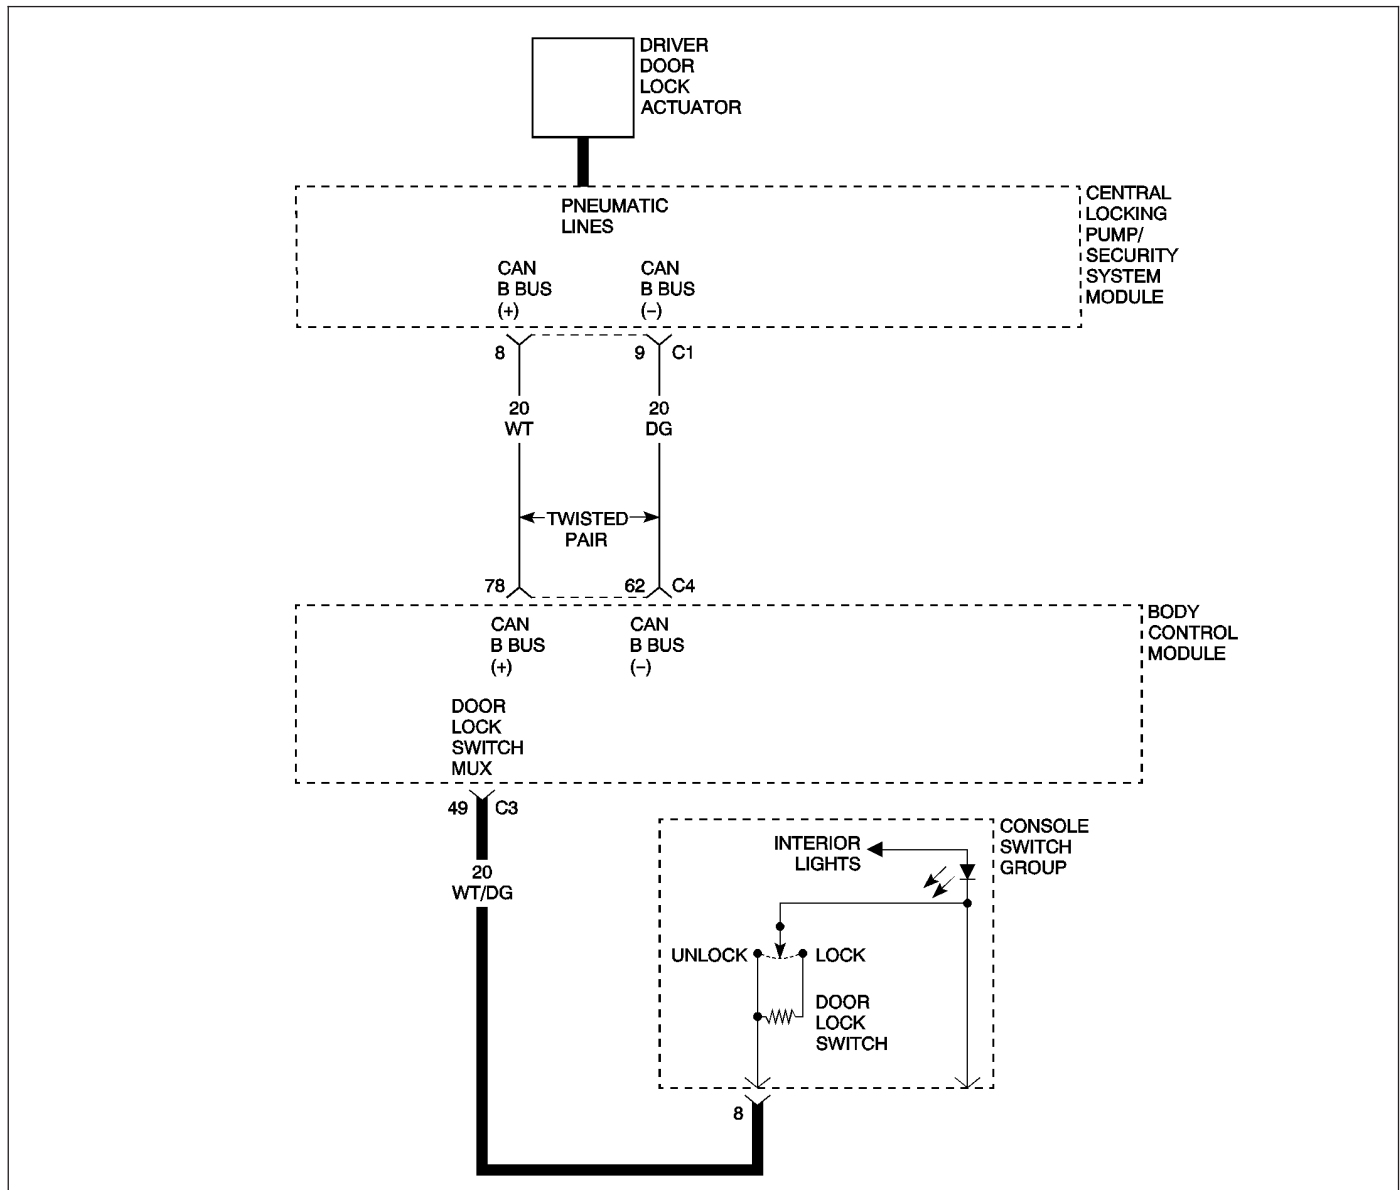 DRIVER
DOOR
LOCK
ACTUATOR
PNEUMATIC
LINES
CENTRAL
LOCKING
PUMP/
SECURITY
SYSTEM
MODULE
CAN
B BUS
(+)
CAN
B BUS
(–)
8
9
C1
20
WT
20
DG
TWISTED
PAIR
78
62
C4
BODY
CONTROL
MODULE
CAN
B BUS
(+)
CAN
B BUS
(–)
DOOR
LOCK
SWITCH
MUX
49
C3
20
WT/DG
CONSOLE
SWITCH
GROUP
INTERIOR
LIGHTS
UNLOCK
LOCK
DOOR
LOCK
SWITCH
8